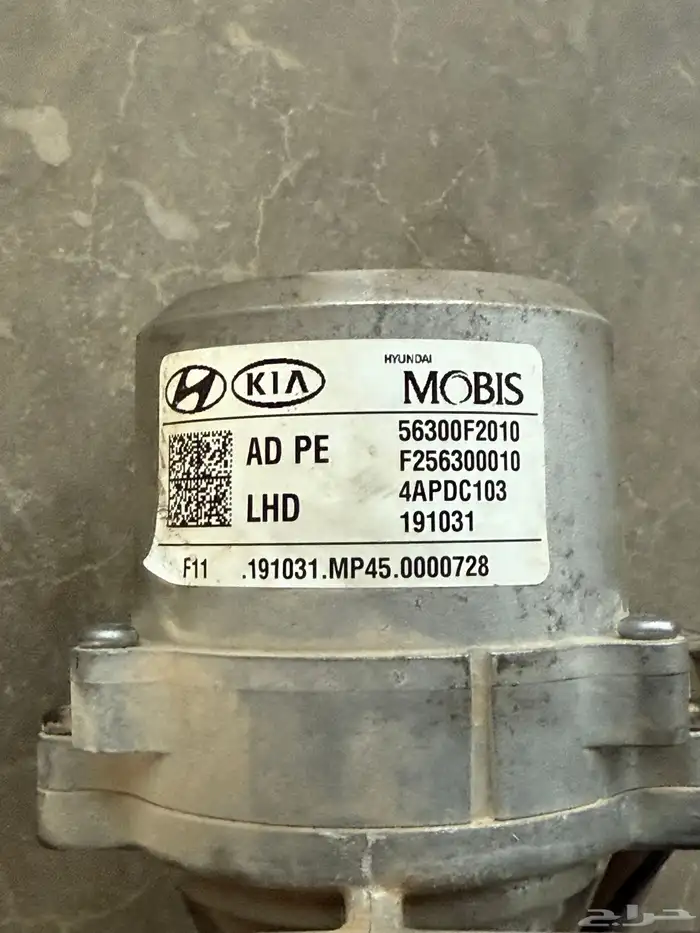 KIA
HYUNDAI
MOBIS
AD PE
LHD
56300F2010
F256300010
4APDC103
191031
F11 .191031.MP45.0000728
حراج